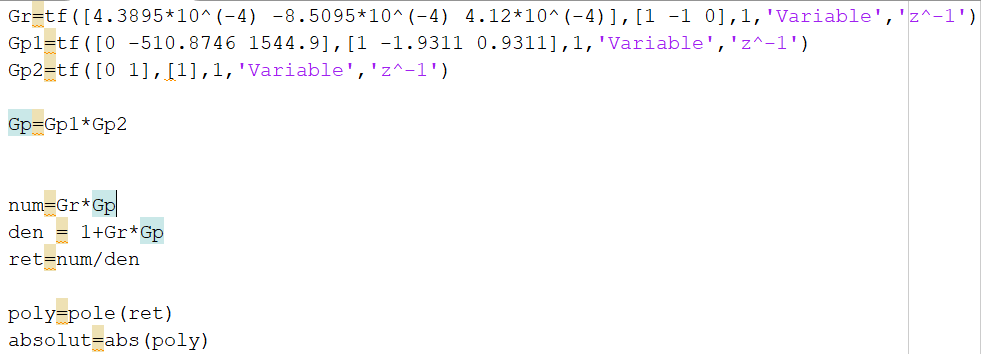 Gr=tf([4.3895*10^(-4) -8.5095*10^(-4) 4.12*10^(-4)],[1 -1 0],1,'Variable','z^-1')
Gp1=tf([0 -510.8746 1544.9],[1 -1.9311 0.9311],1,'Variable','z^-1')
Gp2=tf([0 1],[1],1,'Variable','z^-1')
Gp=Gp1*Gp2
num=Gr*Gp
den = 1+Gr*Gp
ret=num/den
poly=pole(ret)
absolut=abs(poly)